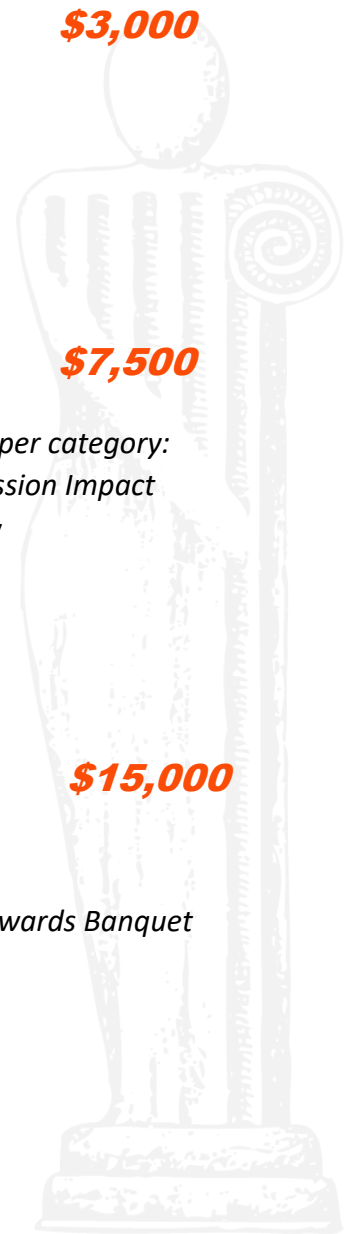 $3,000
$7,500
per category:
ssion Impact
$15,000
wards Banquet